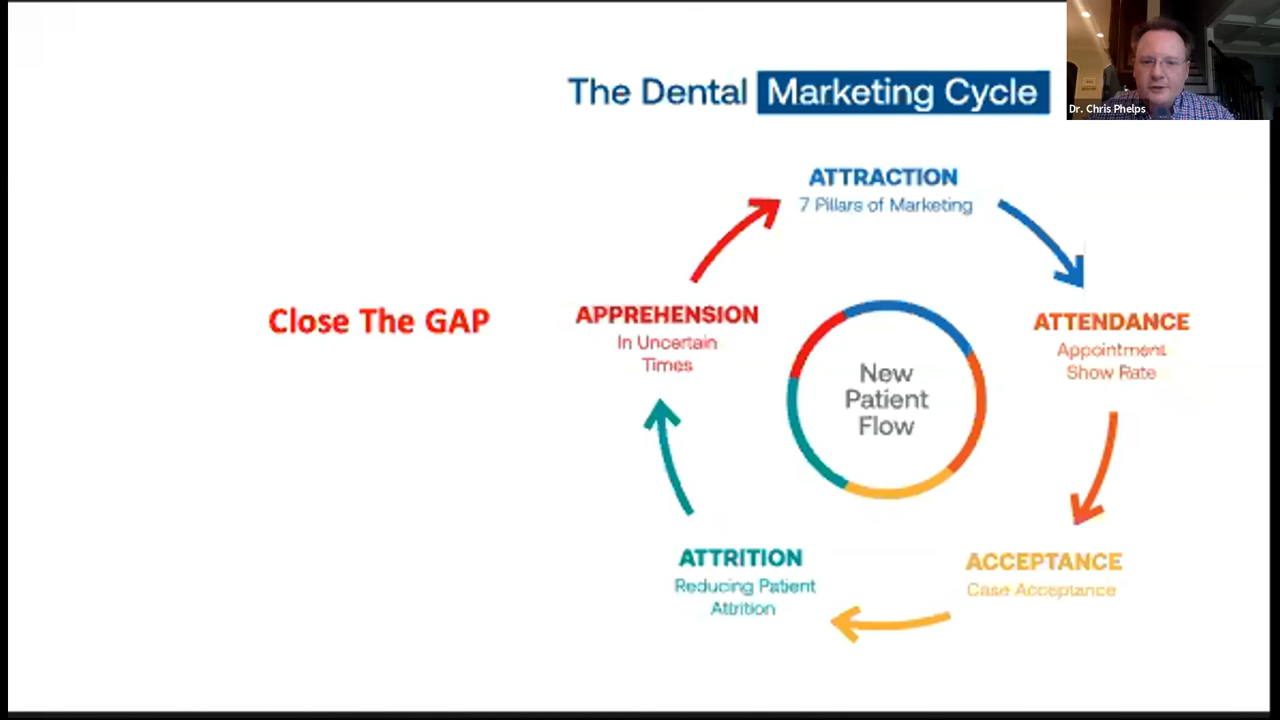 The Dental Marketing Cycle
Dr. Chris Phelps
ATTRACTION
7 Pillars of Marketing
Close The GAP
APPREHENSION
In Uncertain
Times
ATTENDANCE
Appointment
Show Rate
New
Patient
Flow
ATTRITION
Reducing Patient
Attrition
ACCEPTANCE
Case Acceptance